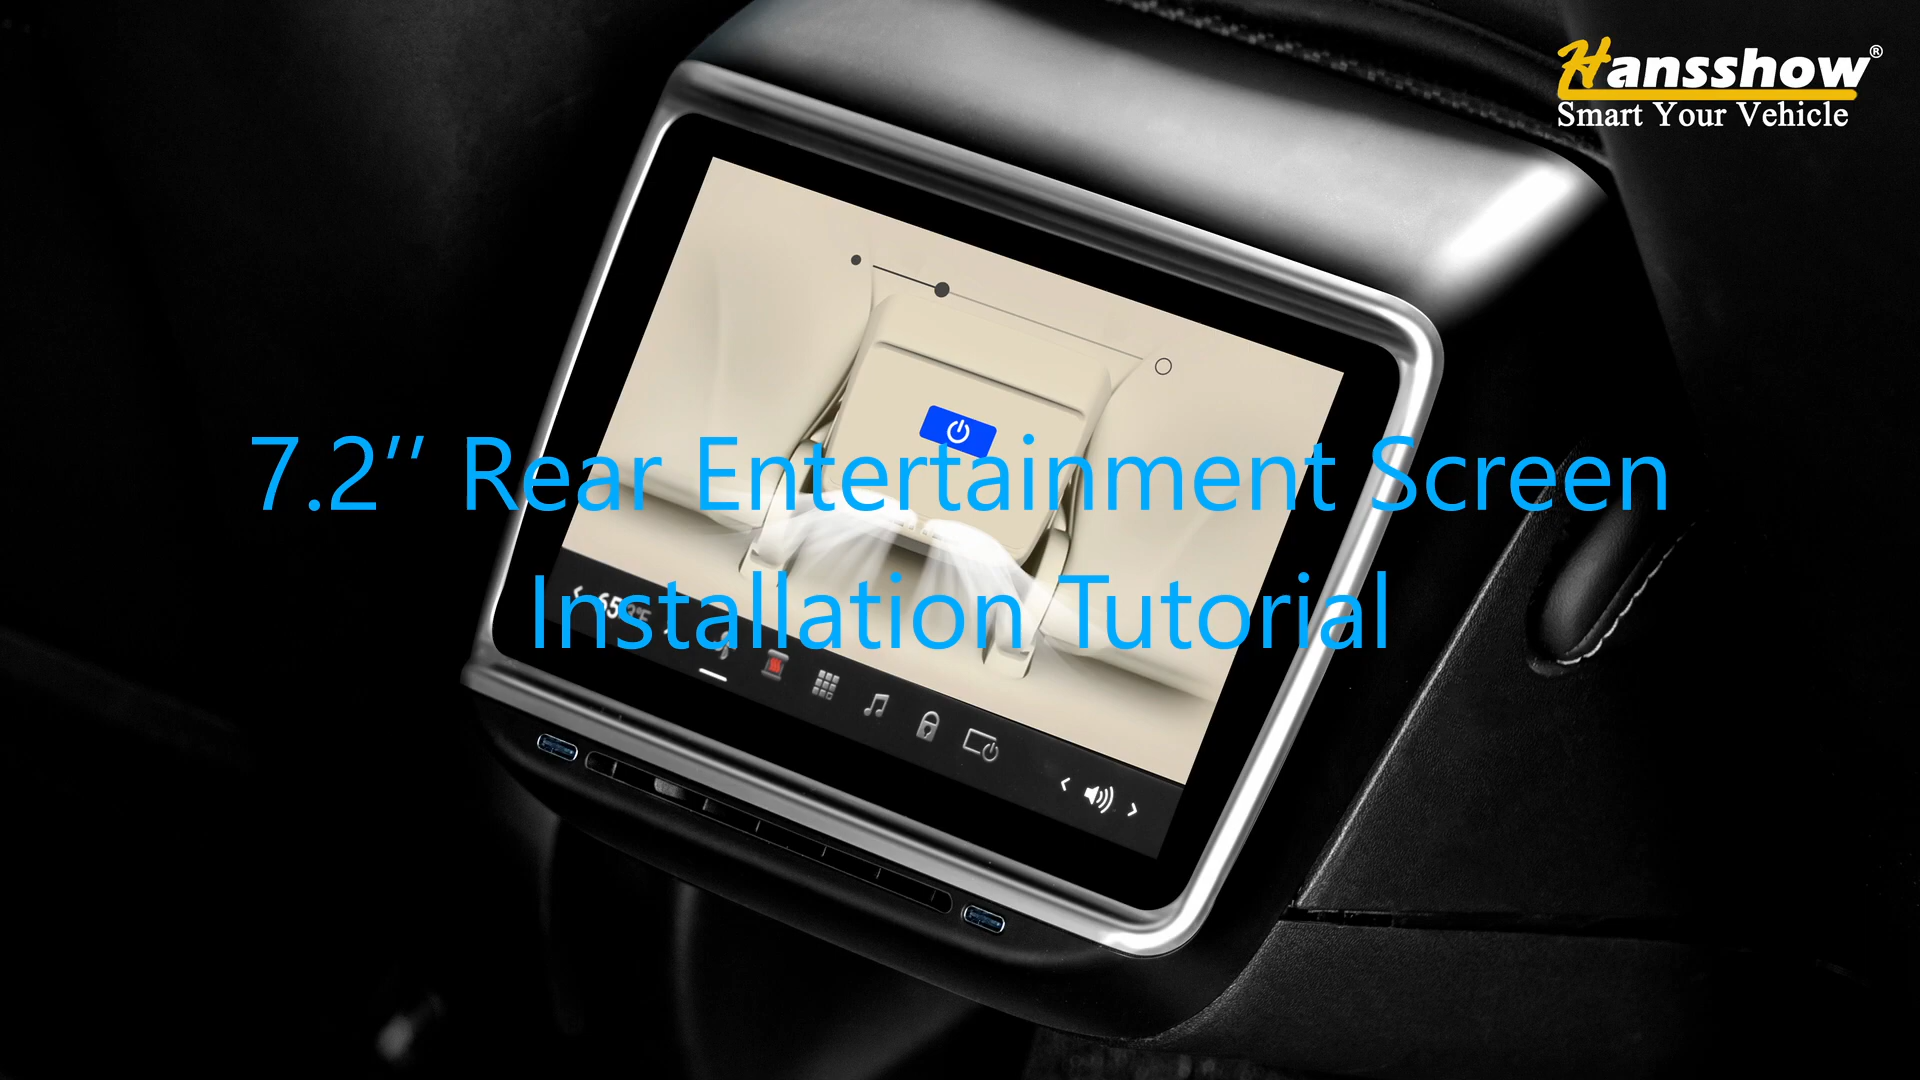 Hansshow®
Smart Your Vehicle
7.2’’ Rear Entertainment Screen
Installation Tutorial